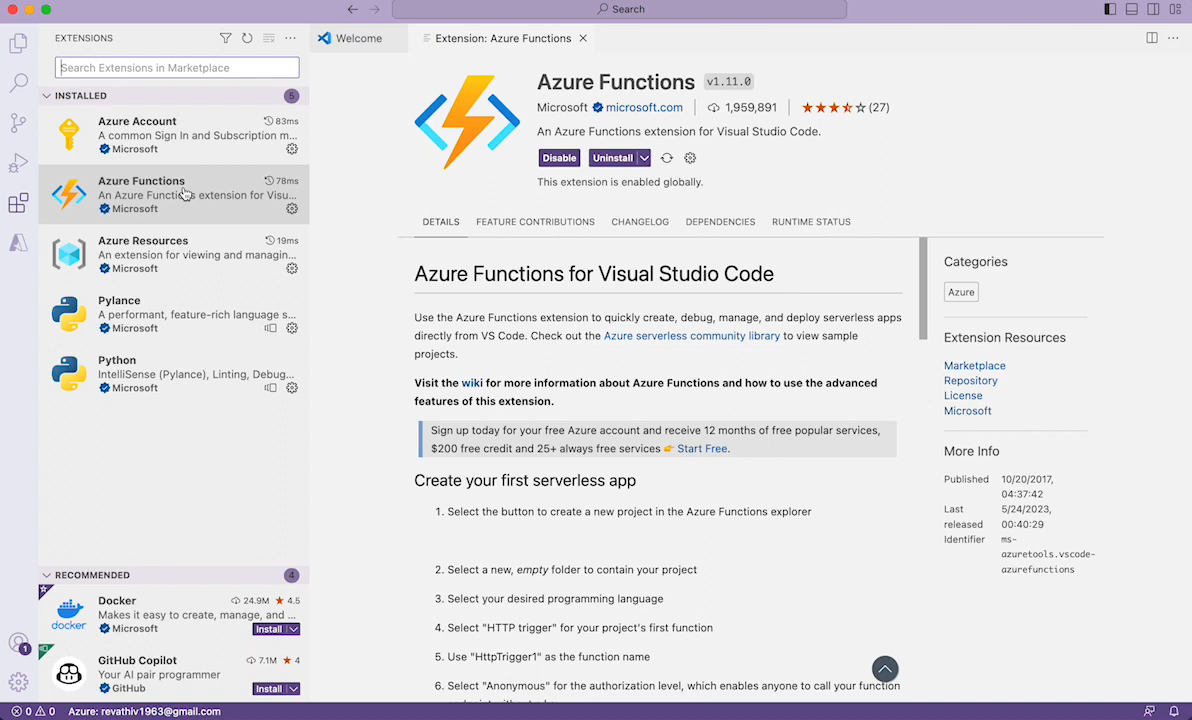 Search
EXTENSIONS
Search Extensions in Marketplace
INSTALLED
5
Azure Account
83ms
A common Sign In and Subscription m...
Microsoft
Azure Functions
78ms
An Azure Functions extension for Visu...
Microsoft
Azure Resources
19ms
An extension for viewing and managin...
Microsoft
Pylance
A performant, feature-rich language s...
Microsoft
Python
IntelliSense (Pylance), Linting, Debug...
Microsoft
RECOMMENDED
4
Docker
24.9M ★ 4.5
Makes it easy to create, manage, and ...
docker
Microsoft
Install
GitHub Copilot
7.1M ★ 4
Your AI pair programmer
GitHub
Install
1
Welcome
Extension: Azure Functions
Azure Functions v1.11.0
Microsoft microsoft.com 1,959,891 (27)
An Azure Functions extension for Visual Studio Code.
Disable Uninstall
This extension is enabled globally.
DETAILS FEATURE CONTRIBUTIONS CHANGELOG DEPENDENCIES RUNTIME STATUS
Azure Functions for Visual Studio Code
Use the Azure Functions extension to quickly create, debug, manage, and deploy serverless apps
directly from VS Code. Check out the Azure serverless community library to view sample
projects.
Visit the wiki for more information about Azure Functions and how to use the advanced
features of this extension.
Sign up today for your free Azure account and receive 12 months of free popular services,
$200 free credit and 25+ always free services 👉 Start Free.
Create your first serverless app
1. Select the button to create a new project in the Azure Functions explorer
2. Select a new, empty folder to contain your project
3. Select your desired programming language
4. Select "HTTP trigger" for your project's first function
5. Use "HttpTrigger1" as the function name
6. Select "Anonymous" for the authorization level, which enables anyone to call your function
Categories
Azure
Extension Resources
Marketplace
Repository
License
Microsoft
More Info
Published 10/20/2017,
04:37:42
Last 5/24/2023,
released 00:40:29
Identifier ms-
azuretools.vscode-
azurefunctions
0 0 Azure: revathiv1963@gmail.com